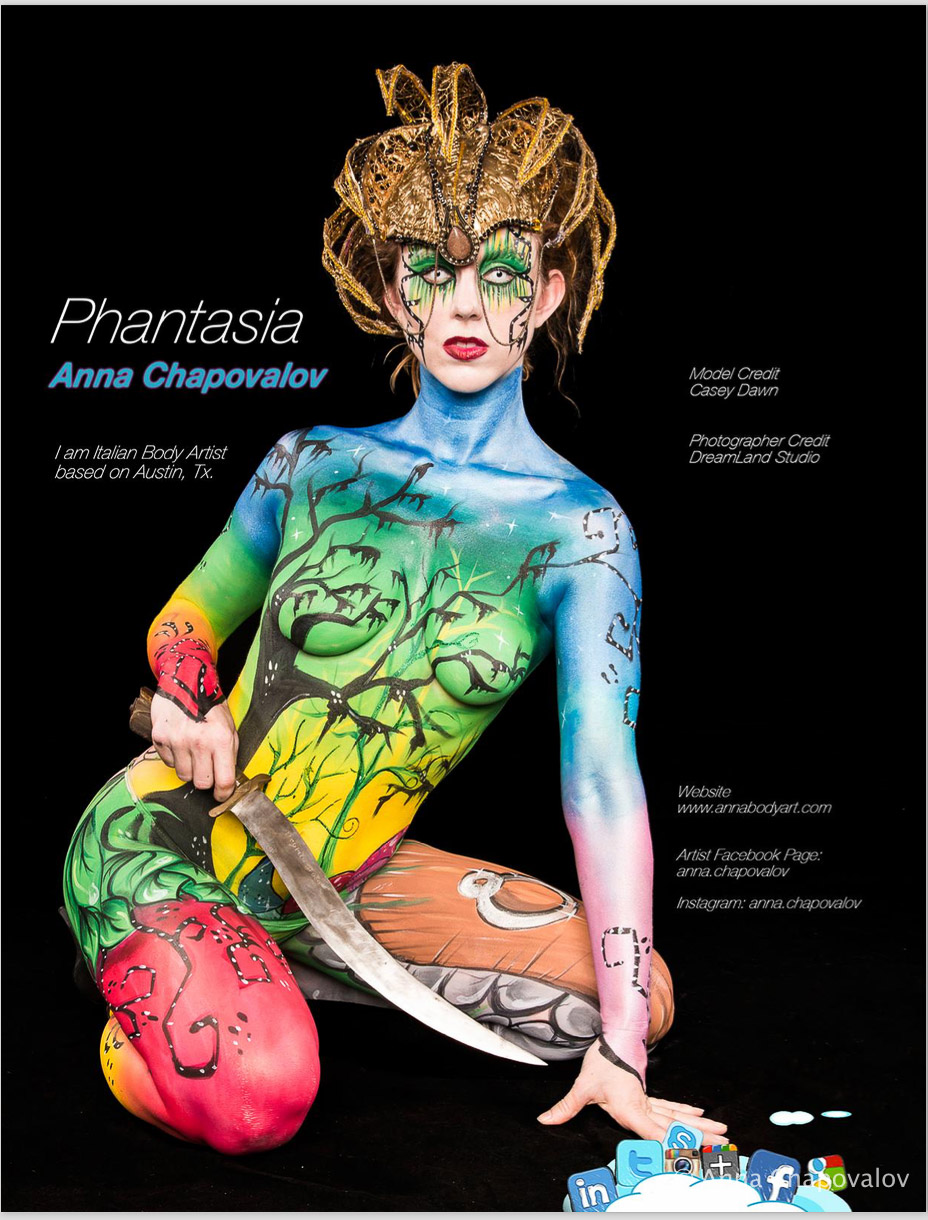 Phantasia
Anna Chapovalov
I am Italian Body Artist
based on Austin, Tx.
Model Credit
Casey Dawn
Photographer Credit
DreamLand Studio
Website
www.annabodyart.com
Artist Facebook Page:
anna.chapovalov
Instagram: anna.chapovalov
in
t
S
+
f
Anna Chapovalov